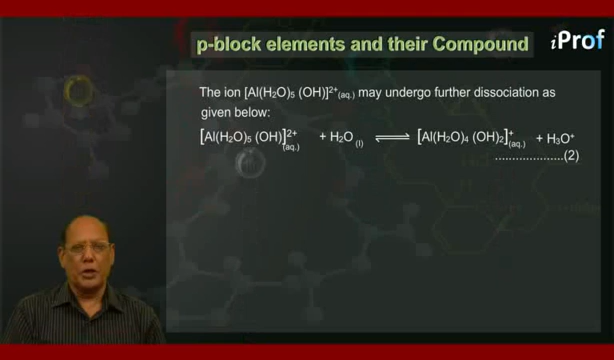 p-block elements and their Compound
iProf
The ion [Al(H₂O)₅ (OH)]²⁺(aq.) may undergo further dissociation as
given below:
[Al(H₂O)₅ (OH)]²⁺(aq.) + H₂O (l) ⇌ [Al(H₂O)₄ (OH)₂]⁺(aq.) + H₃O⁺
....................(2)